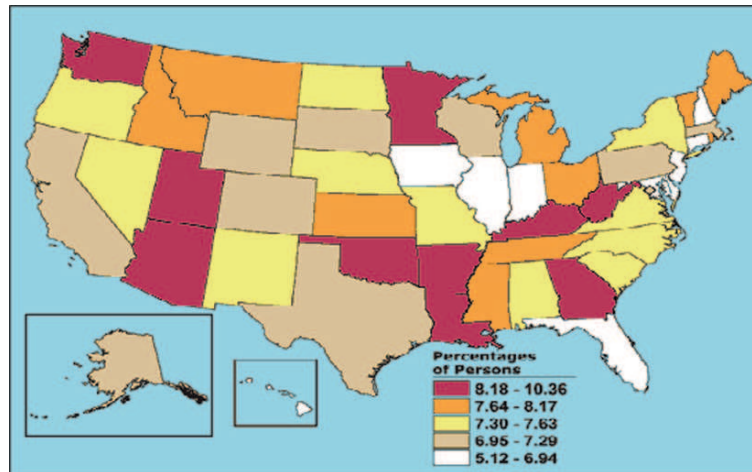 Percentages
of Persons
8.18 - 10.36
7.64 - 8.17
7.30 - 7.63
6.95 - 7.29
5.12 - 6.94